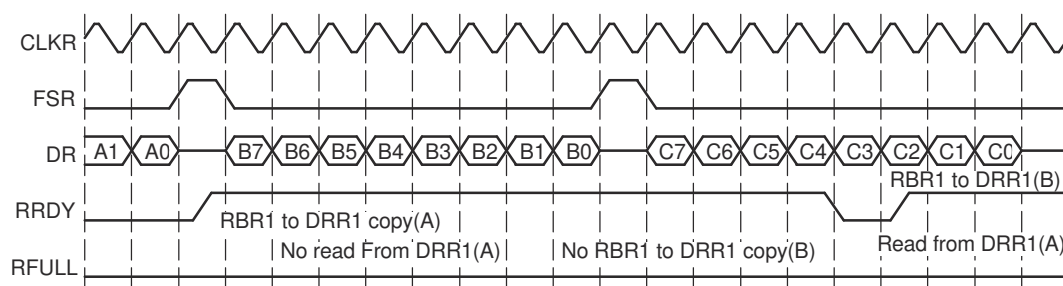 CLKR
FSR
DR A1 A0 B7 B6 B5 B4 B3 B2 B1 B0 C7 C6 C5 C4 C3 C2 C1 C0
RBR1 to DRR1(B)
RRDY
RBR1 to DRR1 copy(A)
No read From DRR1(A) No RBR1 to DRR1 copy(B) Read from DRR1(A)
RFULL